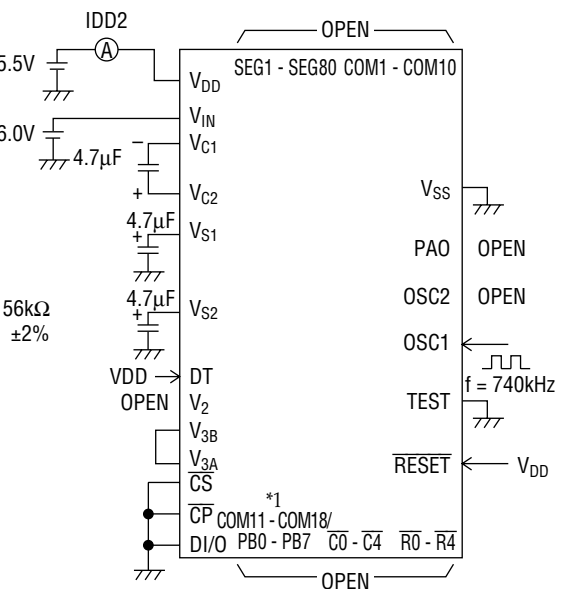 IDD2
OPEN
5.5V
A
SEG1 - SEG80 COM1 - COM10
VDD
6.0V
VIN
VC1
–
4.7μF
+
VC2
VSS
4.7μF
+
VS1
PAO OPEN
4.7μF
+
VS2
OSC2 OPEN
56kΩ
±2%
OSC1
f = 740kHz
VDD DT
OPEN V2
TEST
V3B
V3A
RESET VDD
CS
*1
CP COM11 - COM18/
DI/O PB0 - PB7 C0 - C4 R0 - R4
OPEN